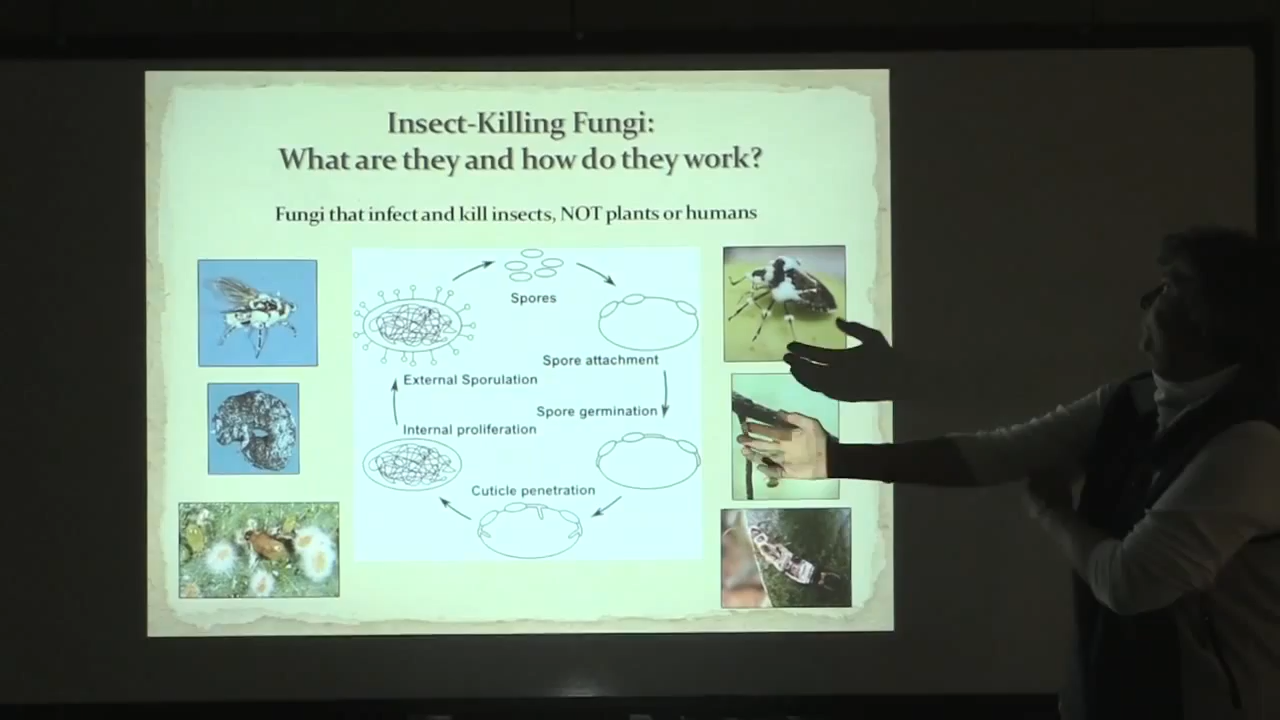 Insect-Killing Fungi:
What are they and how do they work?
Fungi that infect and kill insects, NOT plants or humans
Spores
Spore attachment
External Sporulation
Spore germination
Internal proliferation
Cuticle penetration